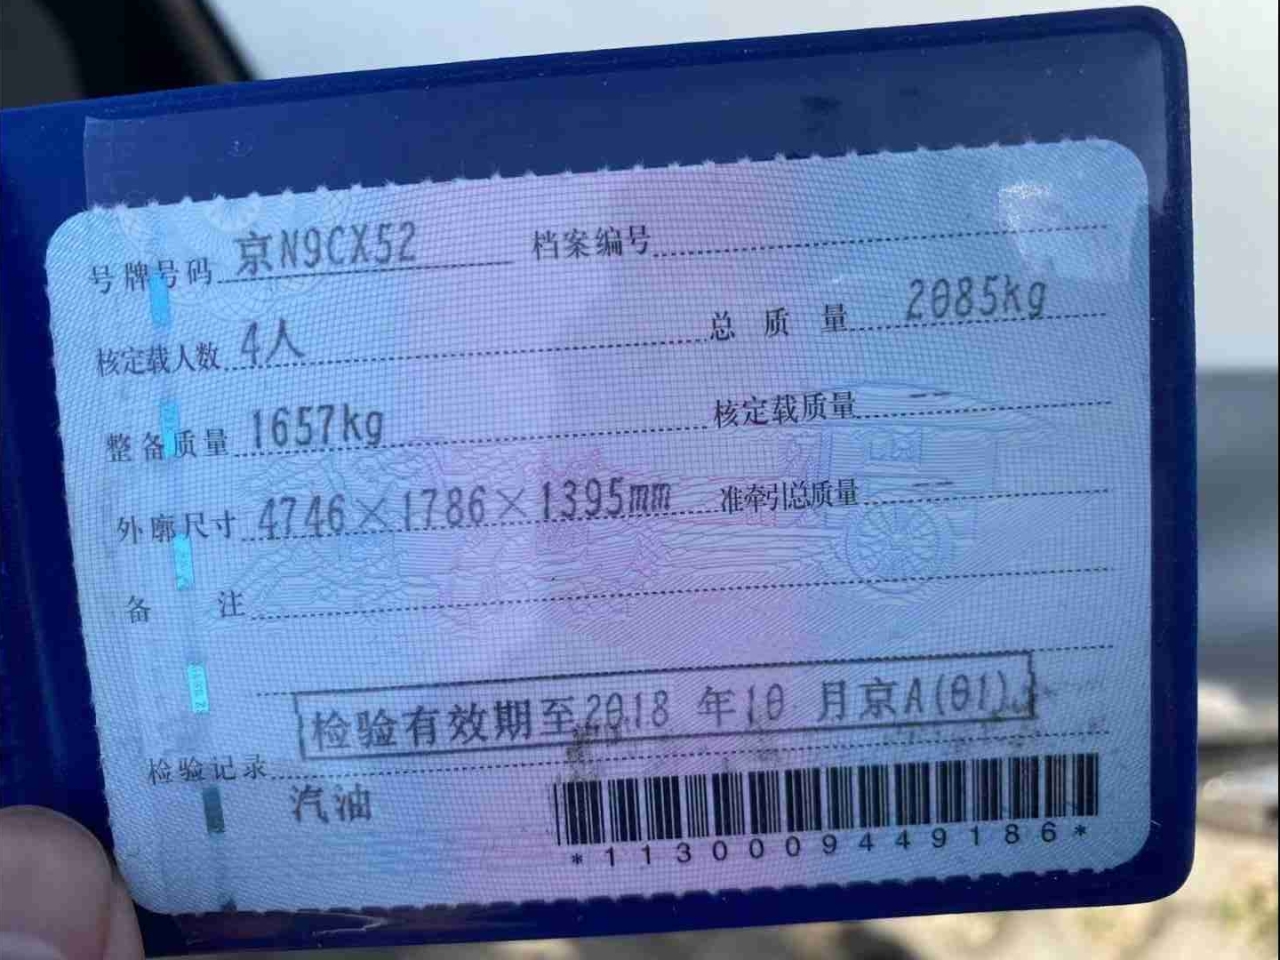 号牌号码 京N9CX52 档案编号
核定载人数 4人 总质量 2085kg
整备质量 1657kg 核定载质量 --
外廓尺寸 4746×1786×1395mm 准牵引总质量 --
备注
检验有效期至2018年10月京A(01)
检验记录
汽油
*1130009449186*